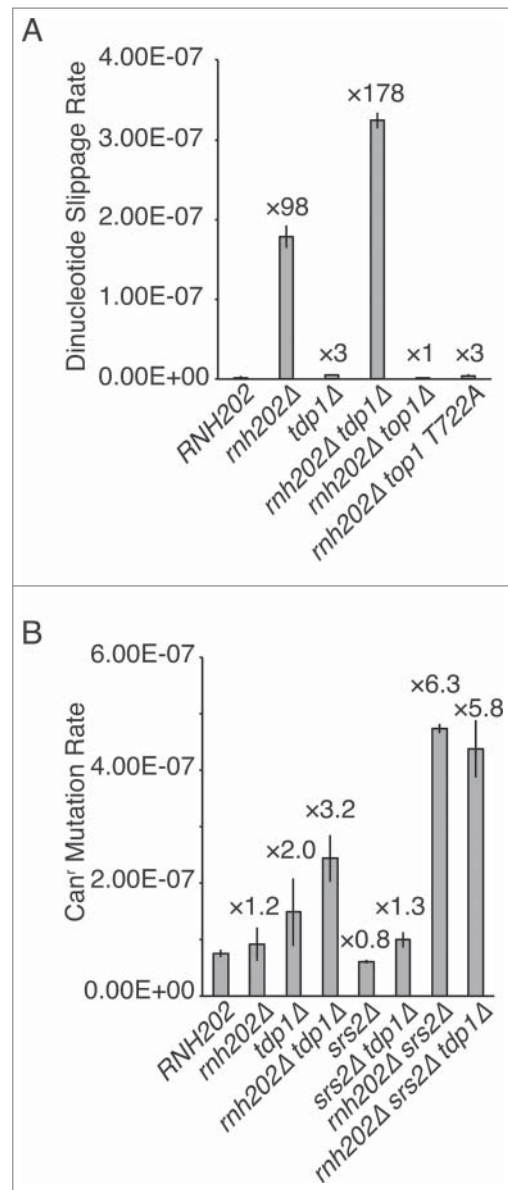 A
Dinucleotide Slippage Rate
4.00E-07
3.00E-07
2.00E-07
1.00E-07
0.00E+00
×98
×3
×178
×1
×3
RNH202
rnh202Δ
tdp1Δ
rnh202Δ tdp1Δ
rnh202Δ top1Δ
rnh202Δ top1 T722A
B
Canʳ Mutation Rate
6.00E-07
4.00E-07
2.00E-07
0.00E+00
×1.2
×2.0
×3.2
×0.8
×1.3
×6.3
×5.8
RNH202
rnh202Δ
tdp1Δ
rnh202Δ tdp1Δ
srs2Δ
srs2Δ tdp1Δ
rnh202Δ srs2Δ
rnh202Δ srs2Δ tdp1Δ